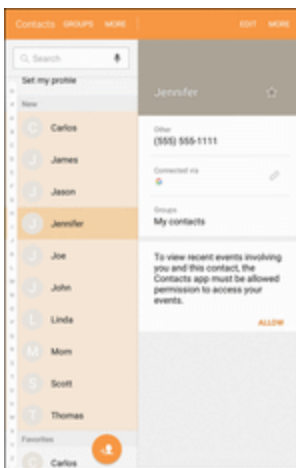 Contacts GROUPS MORE EDIT MORE
Search
Set my profile
New
C Carlos
J James
J Jason
J Jennifer
J Joe
J John
L Linda
M Mom
S Scott
T Thomas
Favorites
C Carlos
Jennifer
Other
(555) 555-1111
Connected via
Groups
My contacts
To view recent events involving
you and this contact, the
Contacts app must be allowed
permission to access your
events.
ALLOW